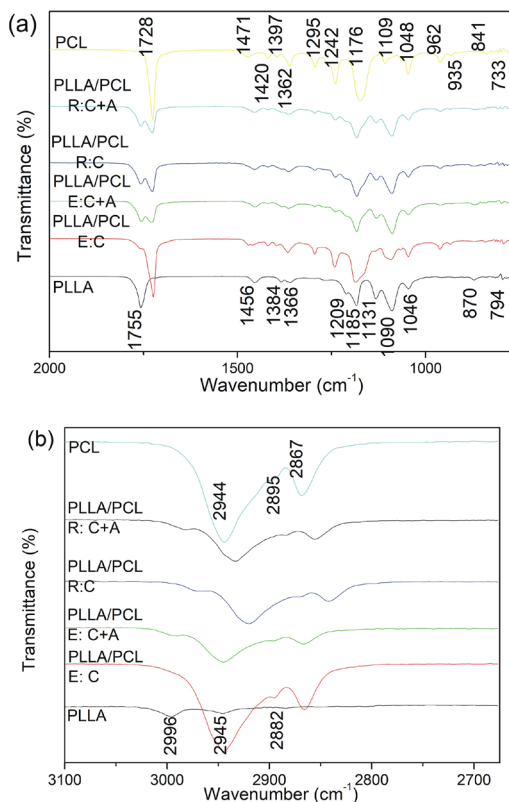 (a)
PCL
1728
1471
1420
1397
1362
1295
1242
1176
1109
1048
962
935
841
733
PLLA/PCL
R:C+A
PLLA/PCL
R:C
PLLA/PCL
E:C+A
PLLA/PCL
E:C
PLLA
1755
1456
1384
1366
1209
1185
1131
1090
1046
870
794
Transmittance (%)
2000 1500 1000
Wavenumber (cm⁻¹)
(b)
PCL
2944
2895
2867
PLLA/PCL
R: C+A
PLLA/PCL
R:C
PLLA/PCL
E: C+A
PLLA/PCL
E: C
PLLA
2996
2945
2882
Transmittance (%)
3100 3000 2900 2800 2700
Wavenumber (cm⁻¹)